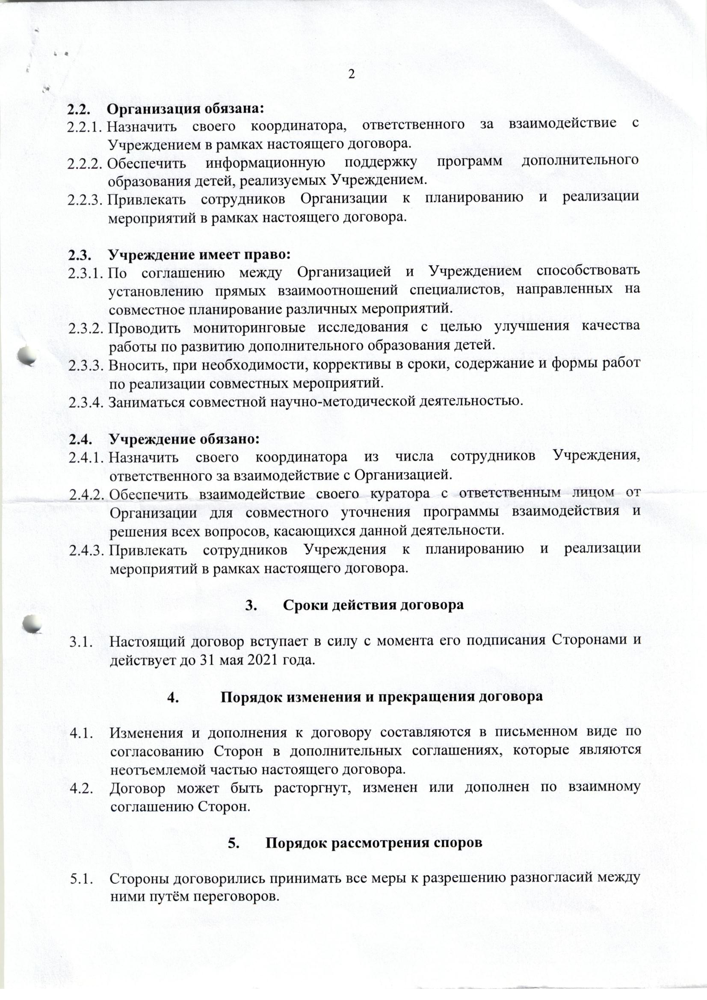 2
2.2. Организация обязана:
2.2.1. Назначить своего координатора, ответственного за взаимодействие с
Учреждением в рамках настоящего договора.
2.2.2. Обеспечить информационную поддержку программ дополнительного
образования детей, реализуемых Учреждением.
2.2.3. Привлекать сотрудников Организации к планированию и реализации
мероприятий в рамках настоящего договора.
2.3. Учреждение имеет право:
2.3.1. По соглашению между Организацией и Учреждением способствовать
установлению прямых взаимоотношений специалистов, направленных на
совместное планирование различных мероприятий.
2.3.2. Проводить мониторинговые исследования с целью улучшения качества
работы по развитию дополнительного образования детей.
2.3.3. Вносить, при необходимости, коррективы в сроки, содержание и формы работ
по реализации совместных мероприятий.
2.3.4. Заниматься совместной научно-методической деятельностью.
2.4. Учреждение обязано:
2.4.1. Назначить своего координатора из числа сотрудников Учреждения,
ответственного за взаимодействие с Организацией.
2.4.2. Обеспечить взаимодействие своего куратора с ответственным лицом от
Организации для совместного уточнения программы взаимодействия и
решения всех вопросов, касающихся данной деятельности.
2.4.3. Привлекать сотрудников Учреждения к планированию и реализации
мероприятий в рамках настоящего договора.
3. Сроки действия договора
3.1. Настоящий договор вступает в силу с момента его подписания Сторонами и
действует до 31 мая 2021 года.
4. Порядок изменения и прекращения договора
4.1. Изменения и дополнения к договору составляются в письменном виде по
согласованию Сторон в дополнительных соглашениях, которые являются
неотъемлемой частью настоящего договора.
4.2. Договор может быть расторгнут, изменен или дополнен по взаимному
соглашению Сторон.
5. Порядок рассмотрения споров
5.1. Стороны договорились принимать все меры к разрешению разногласий между
ними путём переговоров.